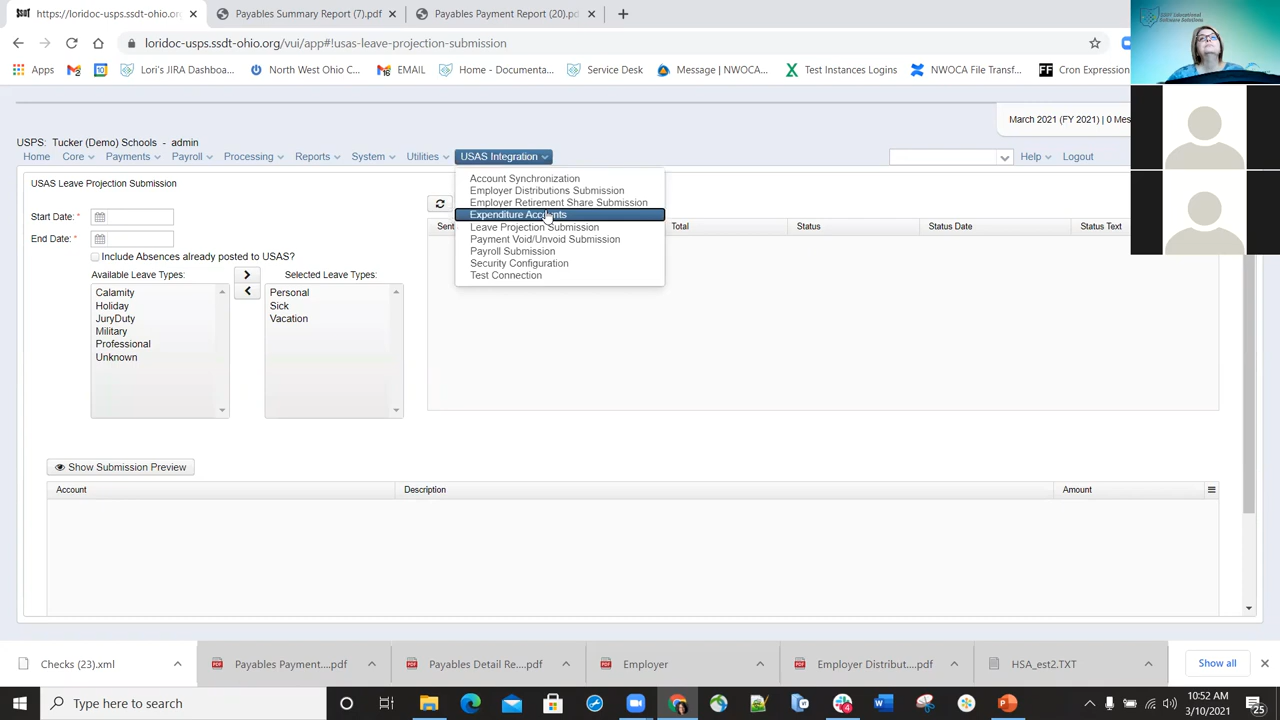 https://loridoc-usps.ssdt-ohio.org
Payables Summary Report (7).pdf
Payables Payment Report (20).pdf
loridoc-usps.ssdt-ohio.org/vui/app#!usas-leave-projection-submission
Apps
Lori's JIRA Dashboa...
North West Ohio C...
EMAIL
Home - Documenta...
Service Desk
Message | NWOCA...
Test Instances Logins
NWOCA File Transf...
Cron Expression
March 2021 (FY 2021) | 0 Mes
USPS: Tucker (Demo) Schools - admin
Home Core Payments Payroll Processing Reports System Utilities USAS Integration Help Logout
USAS Leave Projection Submission
Account Synchronization
Employer Distributions Submission
Employer Retirement Share Submission
Expenditure Accounts
Leave Projection Submission
Payment Void/Unvoid Submission
Payroll Submission
Security Configuration
Test Connection
Start Date: *
End Date: *
Include Absences already posted to USAS?
Available Leave Types:
Selected Leave Types:
Calamity
Holiday
JuryDuty
Military
Professional
Unknown
Personal
Sick
Vacation
Sent
Total
Status
Status Date
Status Text
Show Submission Preview
Account
Description
Amount
Checks (23).xml
Payables Payment....pdf
Payables Detail Re....pdf
Employer
Employer Distribut....pdf
HSA_est2.TXT
Show all
Type here to search
10:52 AM
3/10/2021
25